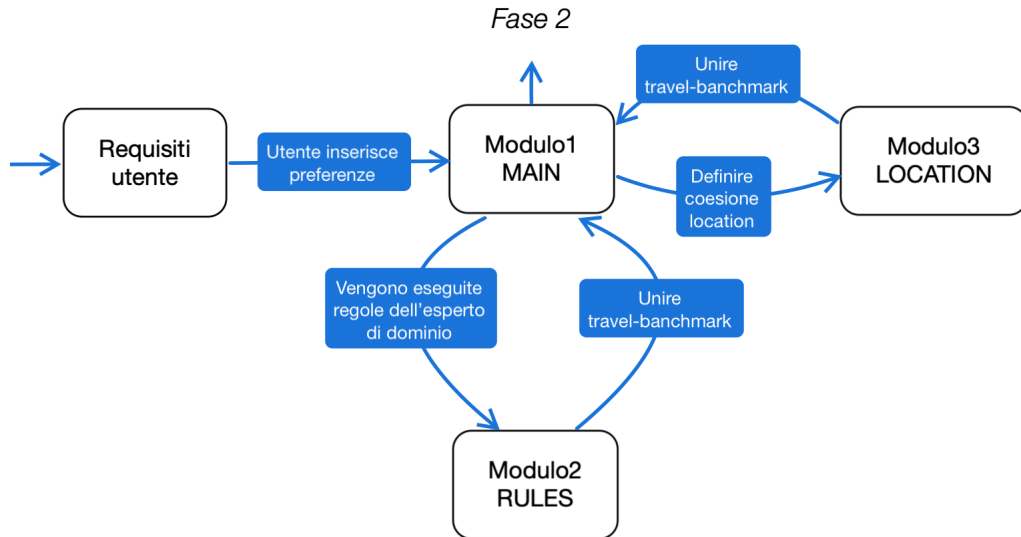 Fase 2
Unire
travel-banchmark
Requisiti
utente
Utente inserisce
preferenze
Modulo1
MAIN
Modulo3
LOCATION
Definire
coesione
location
Vengono eseguite
regole dell'esperto
di dominio
Unire
travel-banchmark
Modulo2
RULES